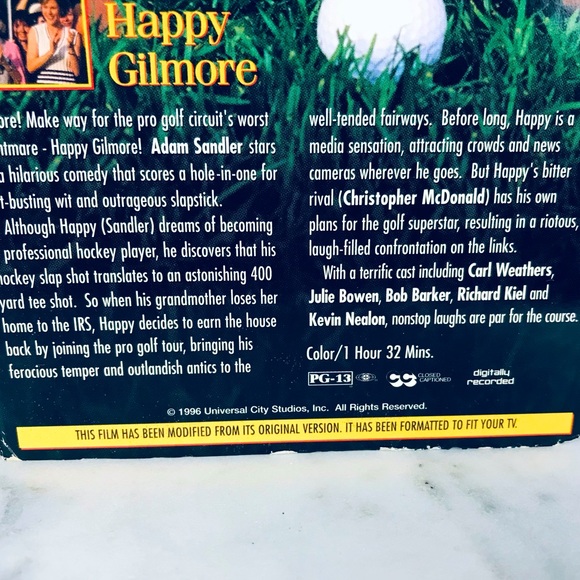 Happy
Gilmore
ore! Make way for the pro golf circuit's worst
ntmare - Happy Gilmore! Adam Sandler stars
a hilarious comedy that scores a hole-in-one for
t-busting wit and outrageous slapstick.
Although Happy (Sandler) dreams of becoming
professional hockey player, he discovers that his
hockey slap shot translates to an astonishing 400
yard tee shot. So when his grandmother loses her
home to the IRS, Happy decides to earn the house
back by joining the pro golf tour, bringing his
ferocious temper and outlandish antics to the
well-tended fairways. Before long, Happy is a
media sensation, attracting crowds and news
cameras wherever he goes. But Happy's bitter
rival (Christopher McDonald) has his own
plans for the golf superstar, resulting in a riotous,
laugh-filled confrontation on the links.
With a terrific cast including Carl Weathers,
Julie Bowen, Bob Barker, Richard Kiel and
Kevin Nealon, nonstop laughs are par for the course.
Color/1 Hour 32 Mins.
PG-13 CC CLOSED CAPTIONED digitally recorded
© 1996 Universal City Studios, Inc. All Rights Reserved.
THIS FILM HAS BEEN MODIFIED FROM ITS ORIGINAL VERSION. IT HAS BEEN FORMATTED TO FIT YOUR TV.